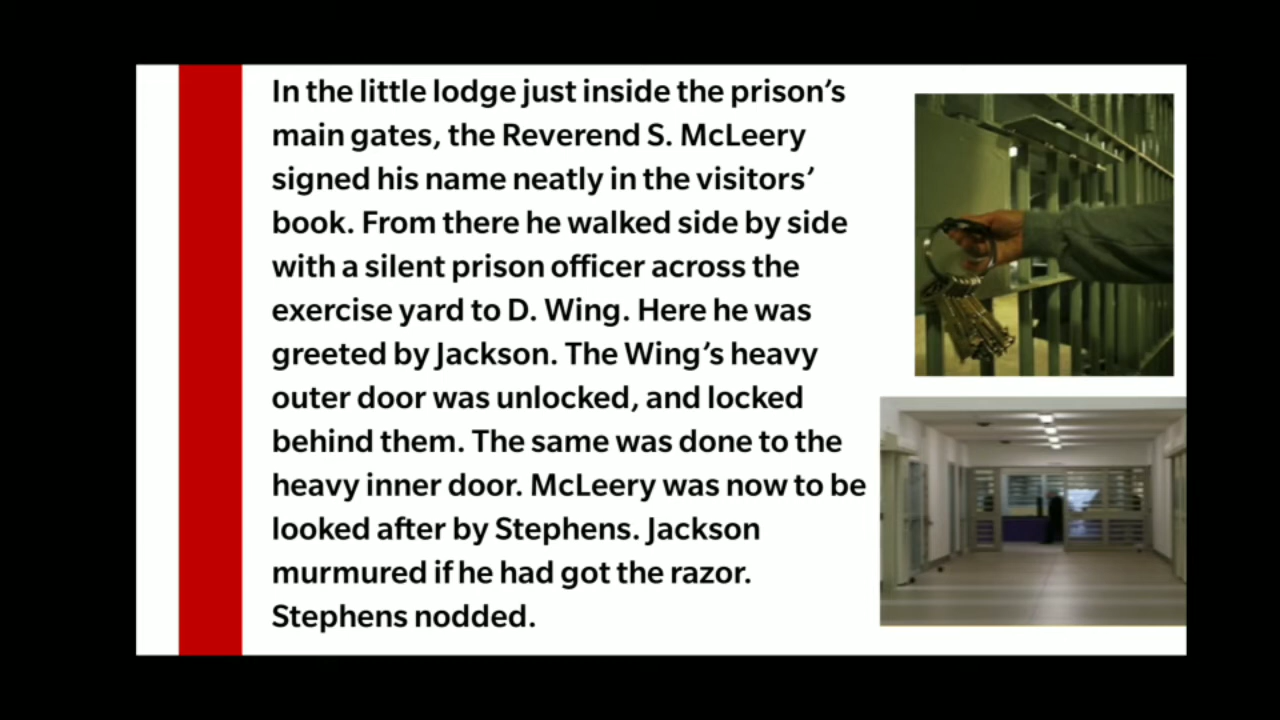 In the little lodge just inside the prison’s
main gates, the Reverend S. McLeery
signed his name neatly in the visitors’
book. From there he walked side by side
with a silent prison officer across the
exercise yard to D. Wing. Here he was
greeted by Jackson. The Wing’s heavy
outer door was unlocked, and locked
behind them. The same was done to the
heavy inner door. McLeery was now to be
looked after by Stephens. Jackson
murmured if he had got the razor.
Stephens nodded.